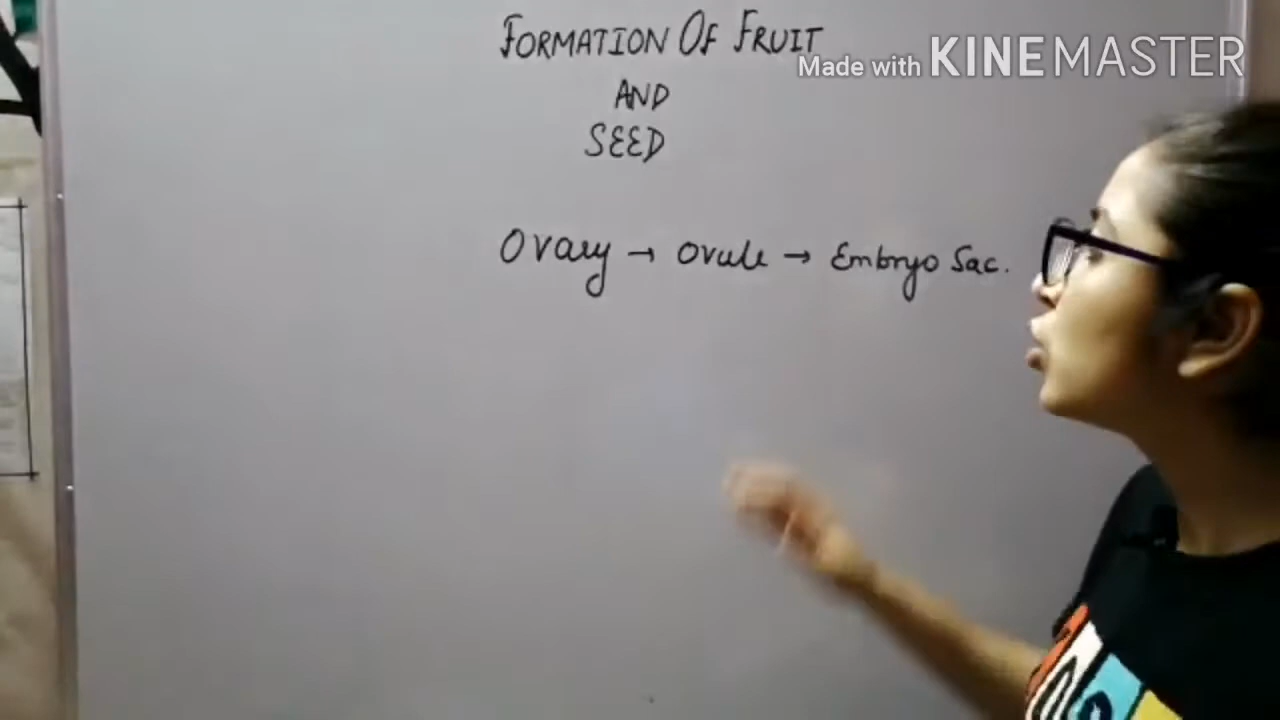 FORMATION OF FRUIT
Made with KINEMASTER
AND
SEED
Ovary → Ovule → Embryo Sac.